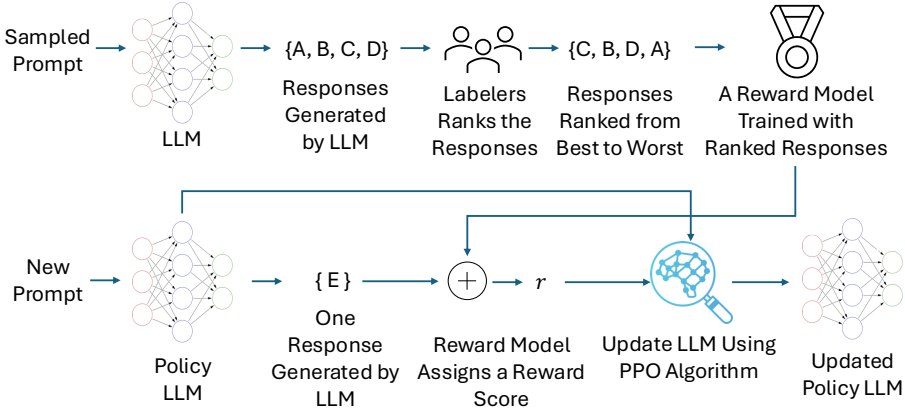 Sampled
Prompt
LLM
{A, B, C, D}
Responses
Generated
by LLM
Labelers
Ranks the
Responses
{C, B, D, A}
Responses
Ranked from
Best to Worst
A Reward Model
Trained with
Ranked Responses
New
Prompt
Policy
LLM
{ E }
One
Response
Generated by
LLM
+
Reward Model
Assigns a Reward
Score
r
Update LLM Using
PPO Algorithm
Updated
Policy LLM